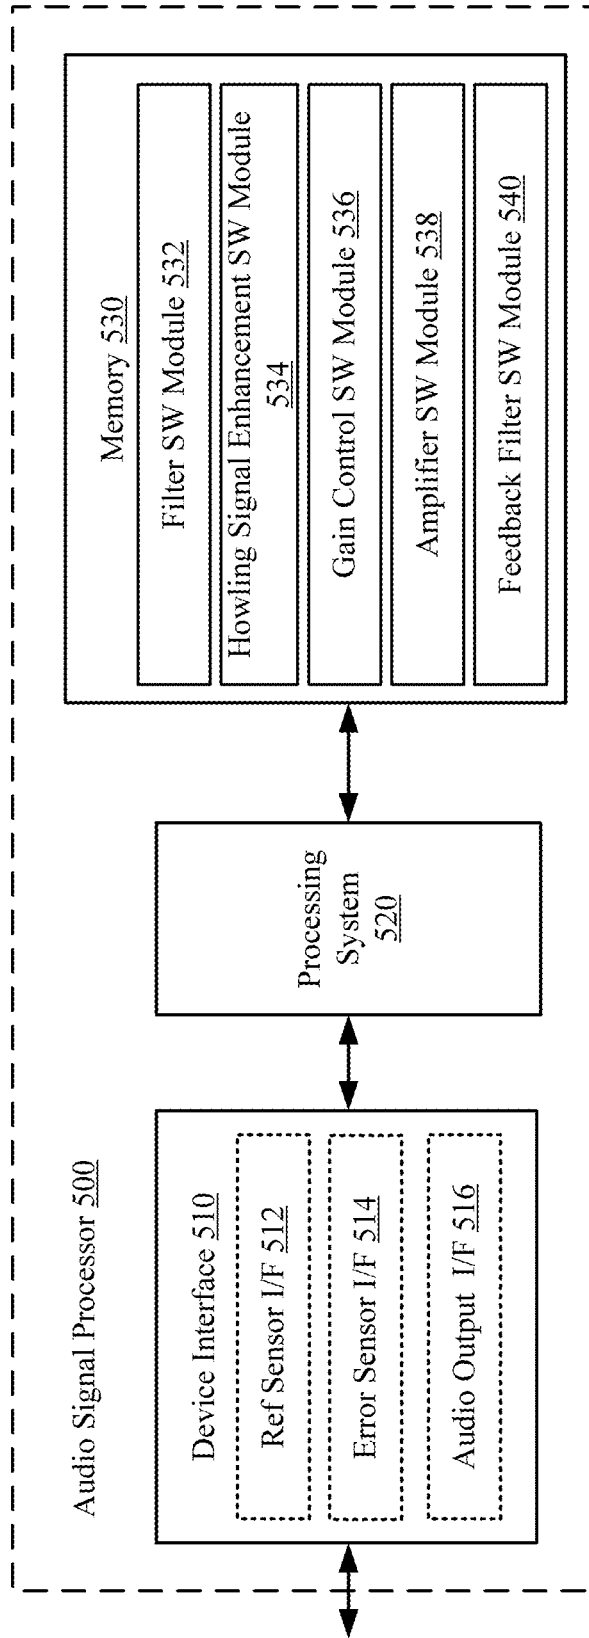 Audio Signal Processor 500
Device Interface 510
Ref Sensor I/F 512
Error Sensor I/F 514
Audio Output I/F 516
Processing
System
520
Memory 530
Filter SW Module 532
Howling Signal Enhancement SW Module
534
Gain Control SW Module 536
Amplifier SW Module 538
Feedback Filter SW Module 540